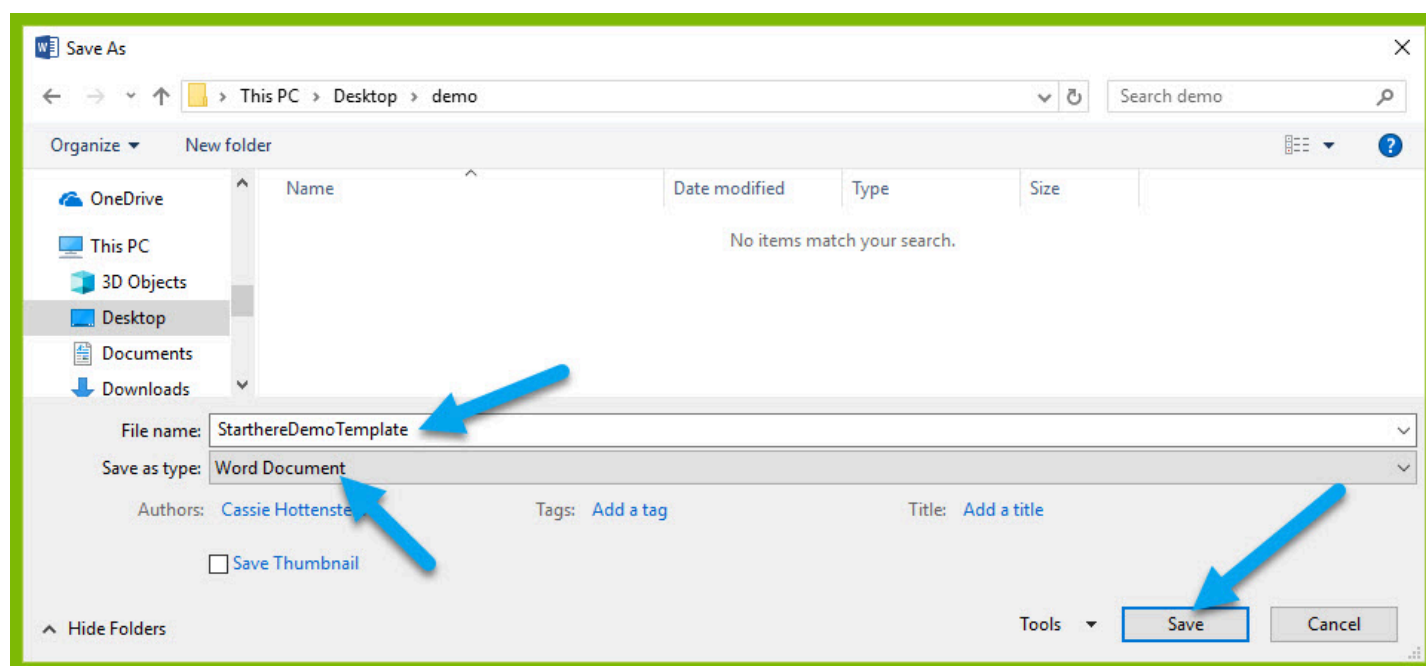 Save As
This PC > Desktop > demo
Search demo
Organize New folder
Name Date modified Type Size
OneDrive
No items match your search.
This PC
3D Objects
Desktop
Documents
Downloads
File name: StarthereDemoTemplate
Save as type: Word Document
Authors: Cassie Tags: Add a tag Title: Add a title
Save Thumbnail
Hide Folders Tools Save Cancel